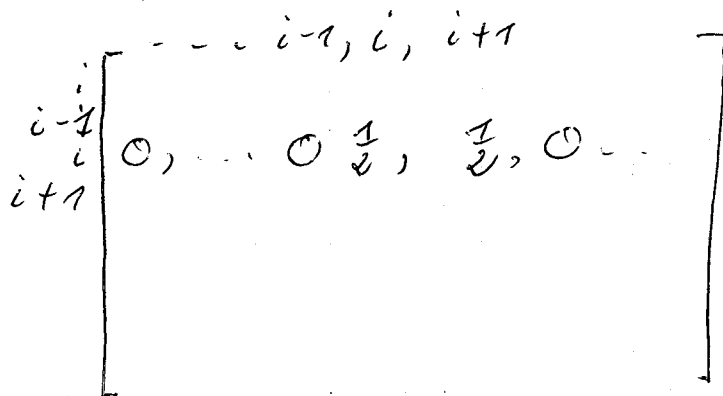 - - - . i-1, i, i+1
i
i-1
i 0, ... 0 1/2, 1/2, 0 - ..
i+1